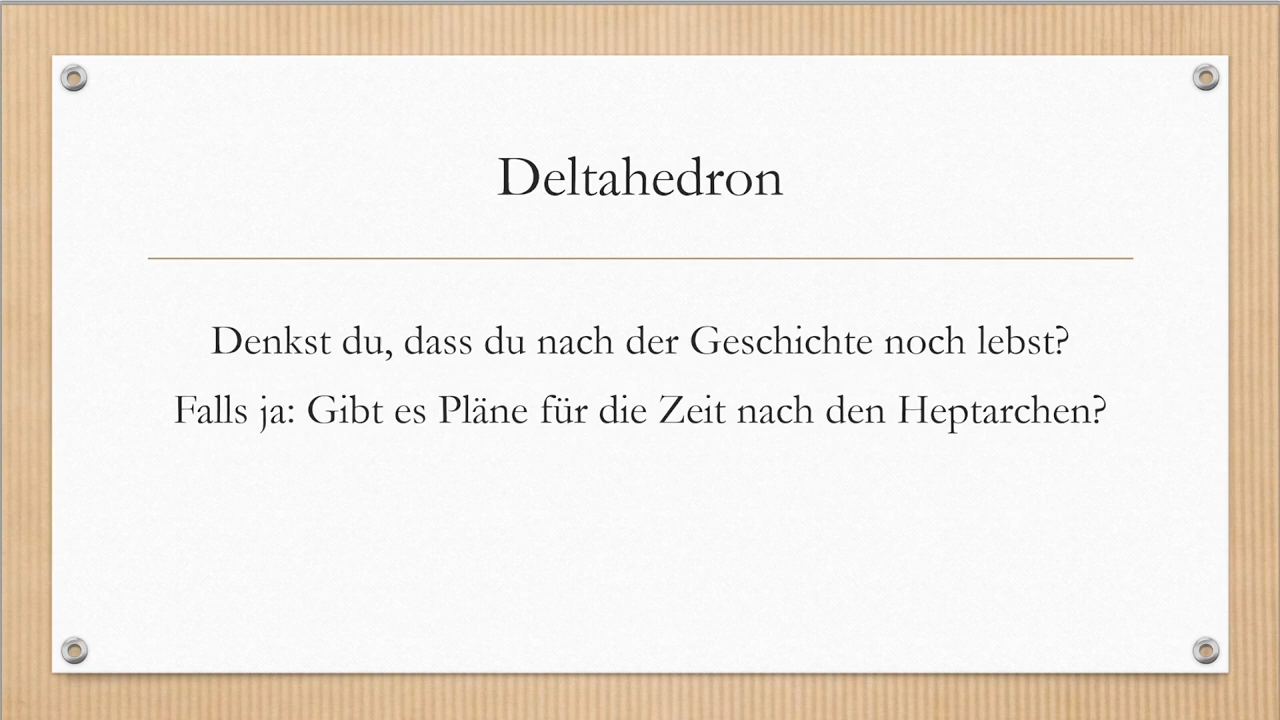 Deltahedron
Denkst du, dass du nach der Geschichte noch lebst?
Falls ja: Gibt es Pläne für die Zeit nach den Heptarchen?